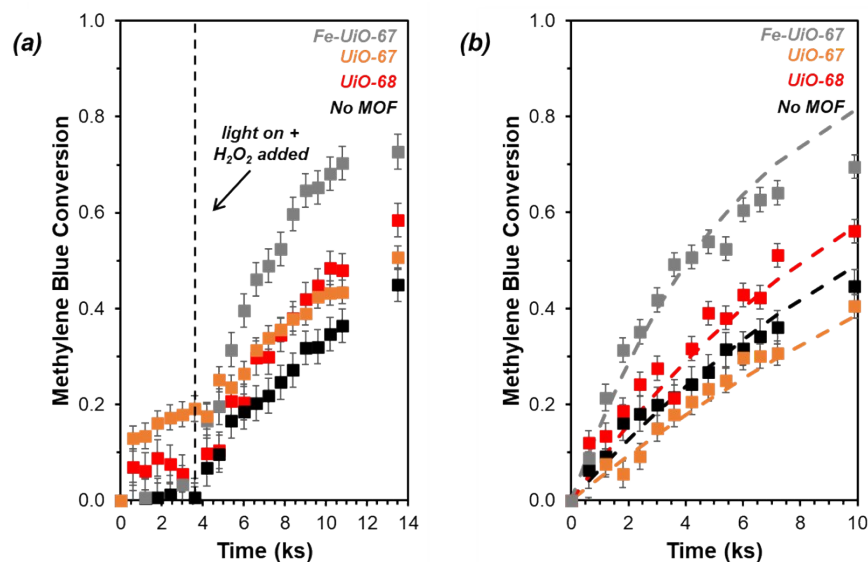 (a)
Fe-UiO-67
UiO-67
UiO-68
No MOF
light on +
H₂O₂ added
Methylene Blue Conversion
1.0
0.8
0.6
0.4
0.2
0.0
0 2 4 6 8 10 12 14
Time (ks)
(b)
Fe-UiO-67
UiO-67
UiO-68
No MOF
Methylene Blue Conversion
1.0
0.8
0.6
0.4
0.2
0.0
0 2 4 6 8 10
Time (ks)